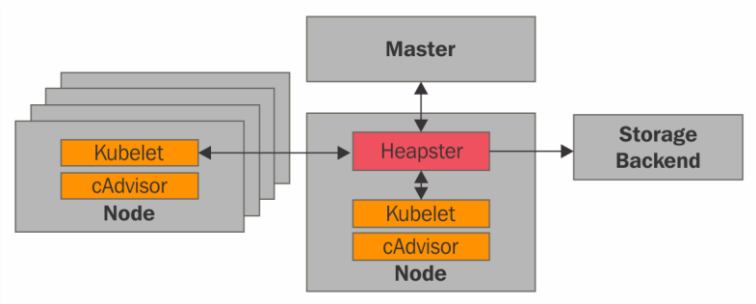 Master
Kubelet
cAdvisor
Node
Heapster
Kubelet
cAdvisor
Node
Storage
Backend